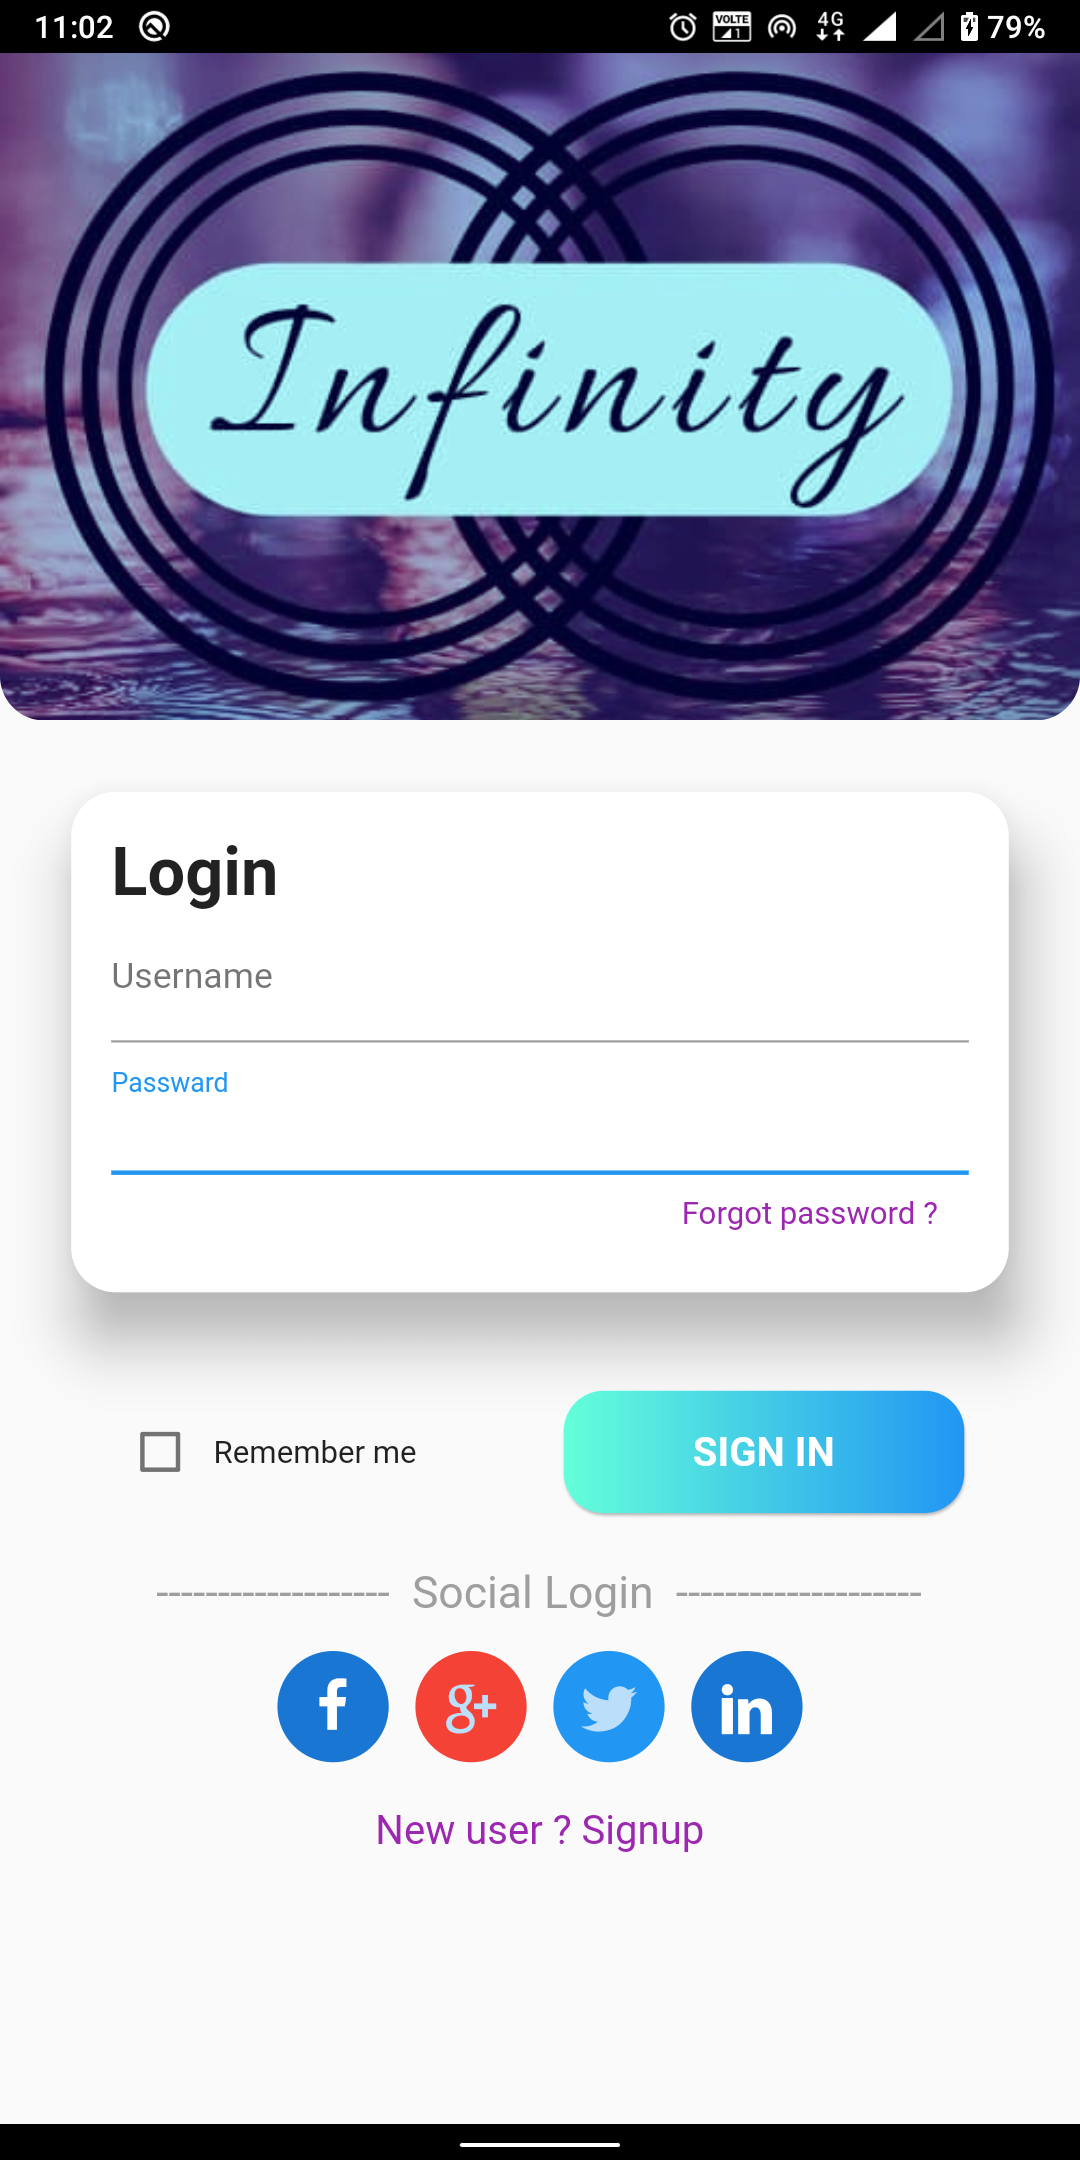 11:02 VOLTE 1 4G 79%
Infinity
Login
Username
Passward
Forgot password ?
Remember me SIGN IN
------------------- Social Login --------------------
f g+ in
New user ? Signup